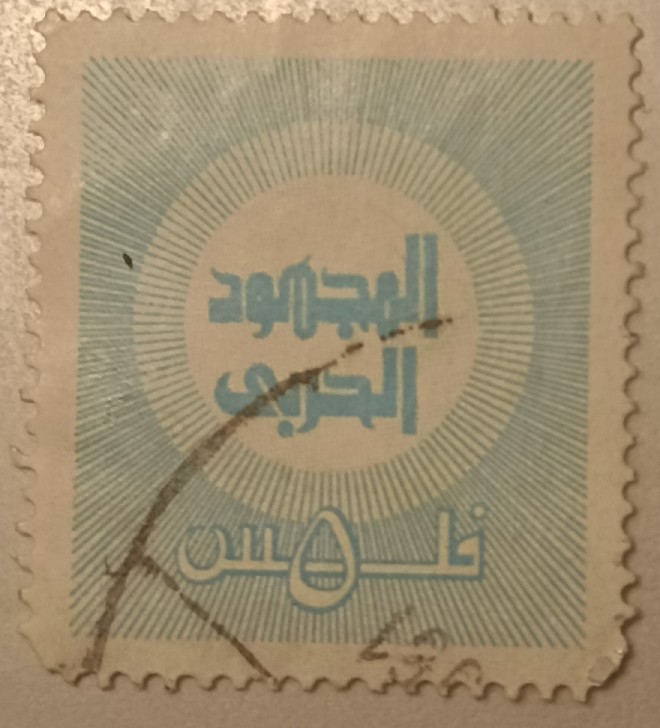 المجهود
الحربي
٥ فلس